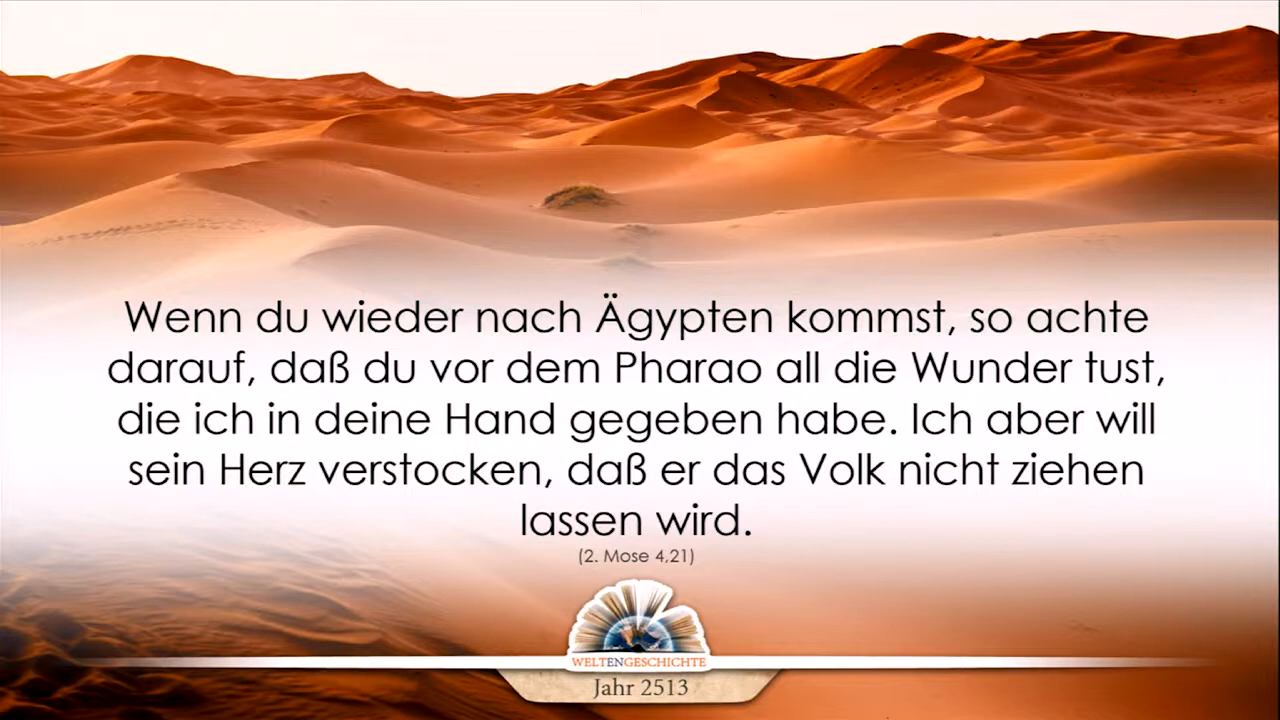 Wenn du wieder nach Ägypten kommst, so achte
darauf, daß du vor dem Pharao all die Wunder tust,
die ich in deine Hand gegeben habe. Ich aber will
sein Herz verstocken, daß er das Volk nicht ziehen
lassen wird.
(2. Mose 4,21)
WELTENGESCHICHTE
Jahr 2513